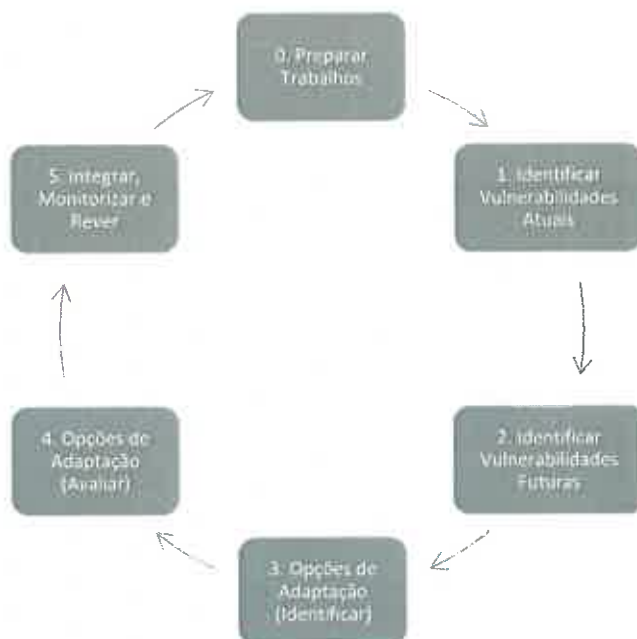 0. Preparar
Trabalhos
1. Identificar
Vulnerabilidades
Atuais
2. Identificar
Vulnerabilidades
Futuras
3. Opções de
Adaptação
(Identificar)
4. Opções de
Adaptação
(Avaliar)
5. Integrar,
Monitorizar e
Rever